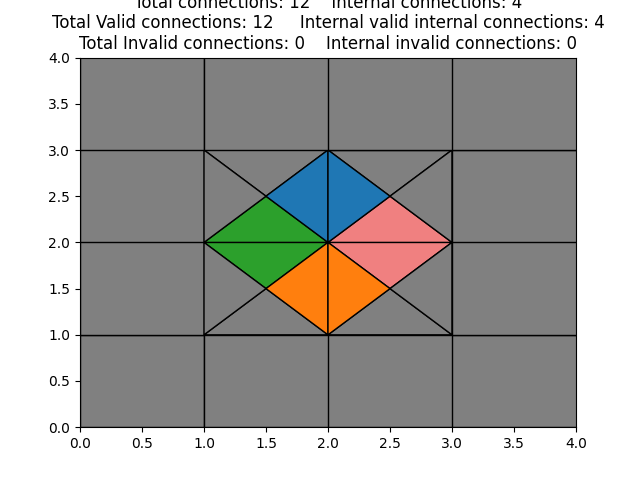 Total connections: 12    Internal connections: 4
Total Valid connections: 12    Internal valid internal connections: 4
Total Invalid connections: 0    Internal invalid connections: 0
4.0
3.5
3.0
2.5
2.0
1.5
1.0
0.5
0.0
0.0 0.5 1.0 1.5 2.0 2.5 3.0 3.5 4.0